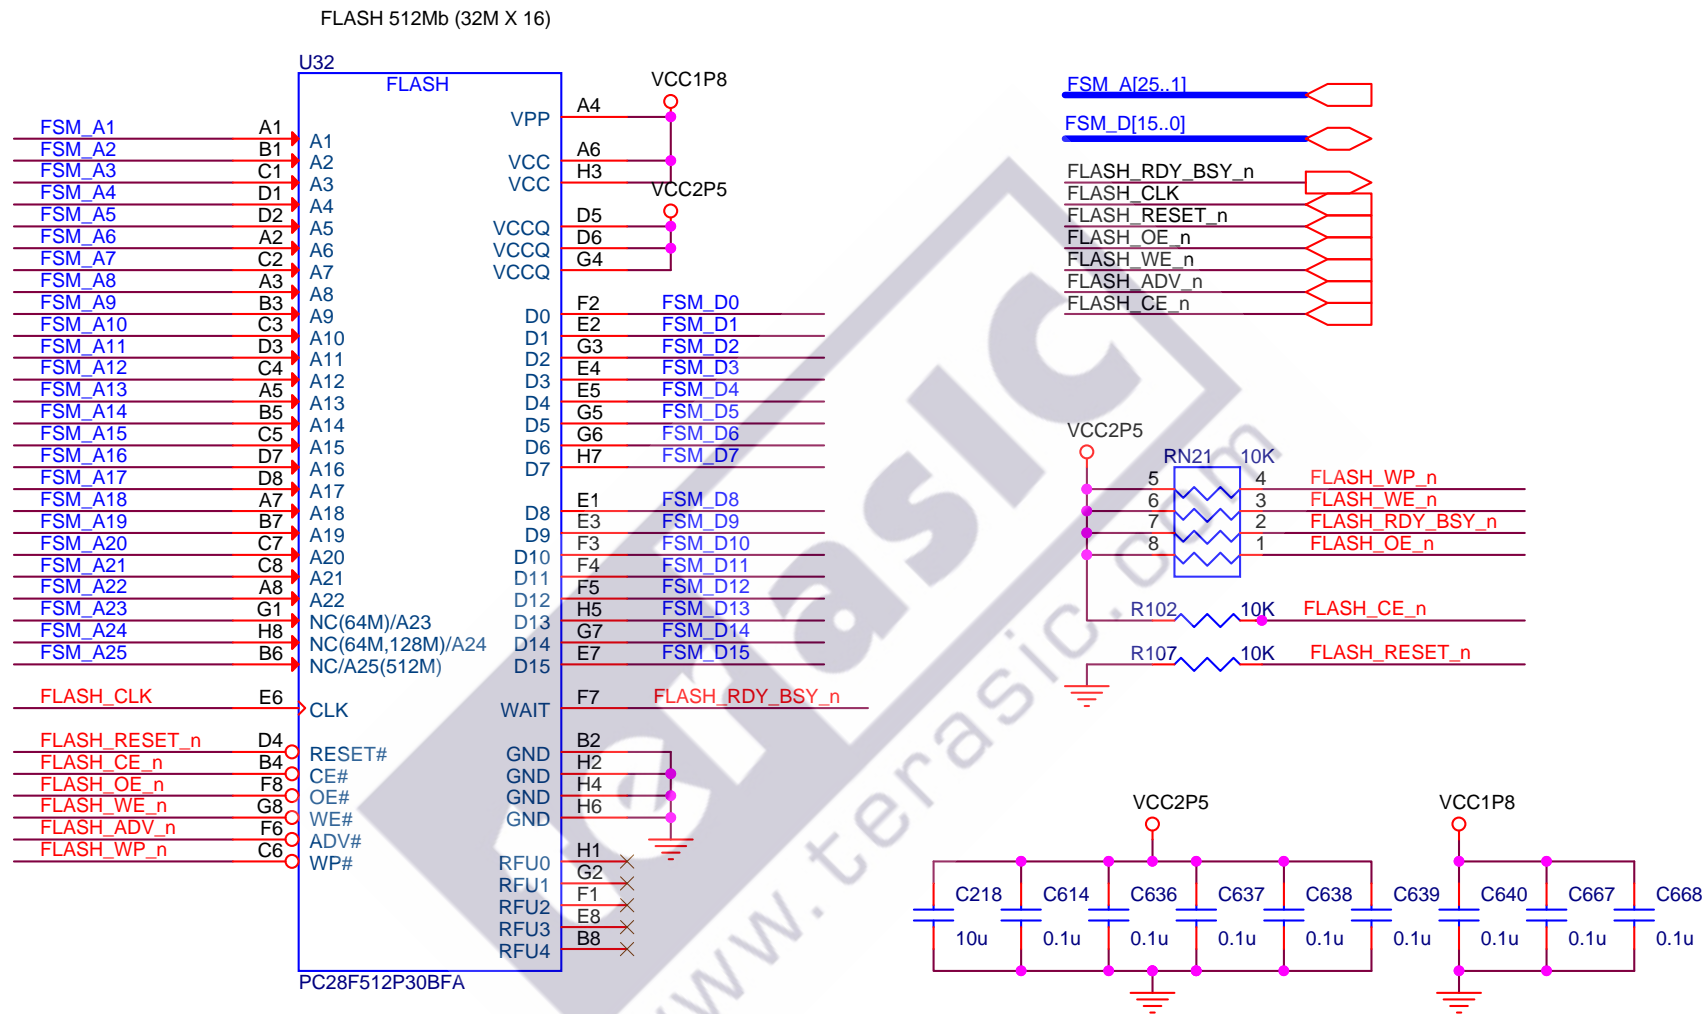 FLASH 512Mb (32M X 16)
U32
FLASH
FSM_A1 A1 A1
FSM_A2 B1 A2
FSM_A3 C1 A3
FSM_A4 D1 A4
FSM_A5 D2 A5
FSM_A6 A2 A6
FSM_A7 C2 A7
FSM_A8 A3 A8
FSM_A9 B3 A9
FSM_A10 C3 A10
FSM_A11 D3 A11
FSM_A12 C4 A12
FSM_A13 A5 A13
FSM_A14 B5 A14
FSM_A15 C5 A15
FSM_A16 D7 A16
FSM_A17 D8 A17
FSM_A18 A7 A18
FSM_A19 B7 A19
FSM_A20 C7 A20
FSM_A21 C8 A21
FSM_A22 A8 A22
FSM_A23 G1 NC(64M)/A23
FSM_A24 H8 NC(64M,128M)/A24
FSM_A25 B6 NC/A25(512M)
FLASH_CLK E6 CLK
FLASH_RESET_n D4 RESET#
FLASH_CE_n B4 CE#
FLASH_OE_n F8 OE#
FLASH_WE_n G8 WE#
FLASH_ADV_n F6 ADV#
FLASH_WP_n C6 WP#
VCC1P8
VPP A4
VCC A6
VCC H3
VCC2P5
VCCQ D5
VCCQ D6
VCCQ G4
D0 F2 FSM_D0
D1 E2 FSM_D1
D2 G3 FSM_D2
D3 E4 FSM_D3
D4 E5 FSM_D4
D5 G5 FSM_D5
D6 G6 FSM_D6
D7 H7 FSM_D7
D8 E1 FSM_D8
D9 E3 FSM_D9
D10 F3 FSM_D10
D11 F4 FSM_D11
D12 F5 FSM_D12
D13 H5 FSM_D13
D14 G7 FSM_D14
D15 E7 FSM_D15
WAIT F7 FLASH_RDY_BSY_n
GND B2
GND H2
GND H4
GND H6
RFU0 H1
RFU1 G2
RFU2 F1
RFU3 E8
RFU4 B8
PC28F512P30BFA
FSM_A[25..1]
FSM_D[15..0]
FLASH_RDY_BSY_n
FLASH_CLK
FLASH_RESET_n
FLASH_OE_n
FLASH_WE_n
FLASH_ADV_n
FLASH_CE_n
VCC2P5
RN21 10K
5 4 FLASH_WP_n
6 3 FLASH_WE_n
7 2 FLASH_RDY_BSY_n
8 1 FLASH_OE_n
R102 10K FLASH_CE_n
R107 10K FLASH_RESET_n
VCC2P5 VCC1P8
C218 C614 C636 C637 C638 C639 C640 C667 C668
10u 0.1u 0.1u 0.1u 0.1u 0.1u 0.1u 0.1u 0.1u
terasic
www.terasic.com